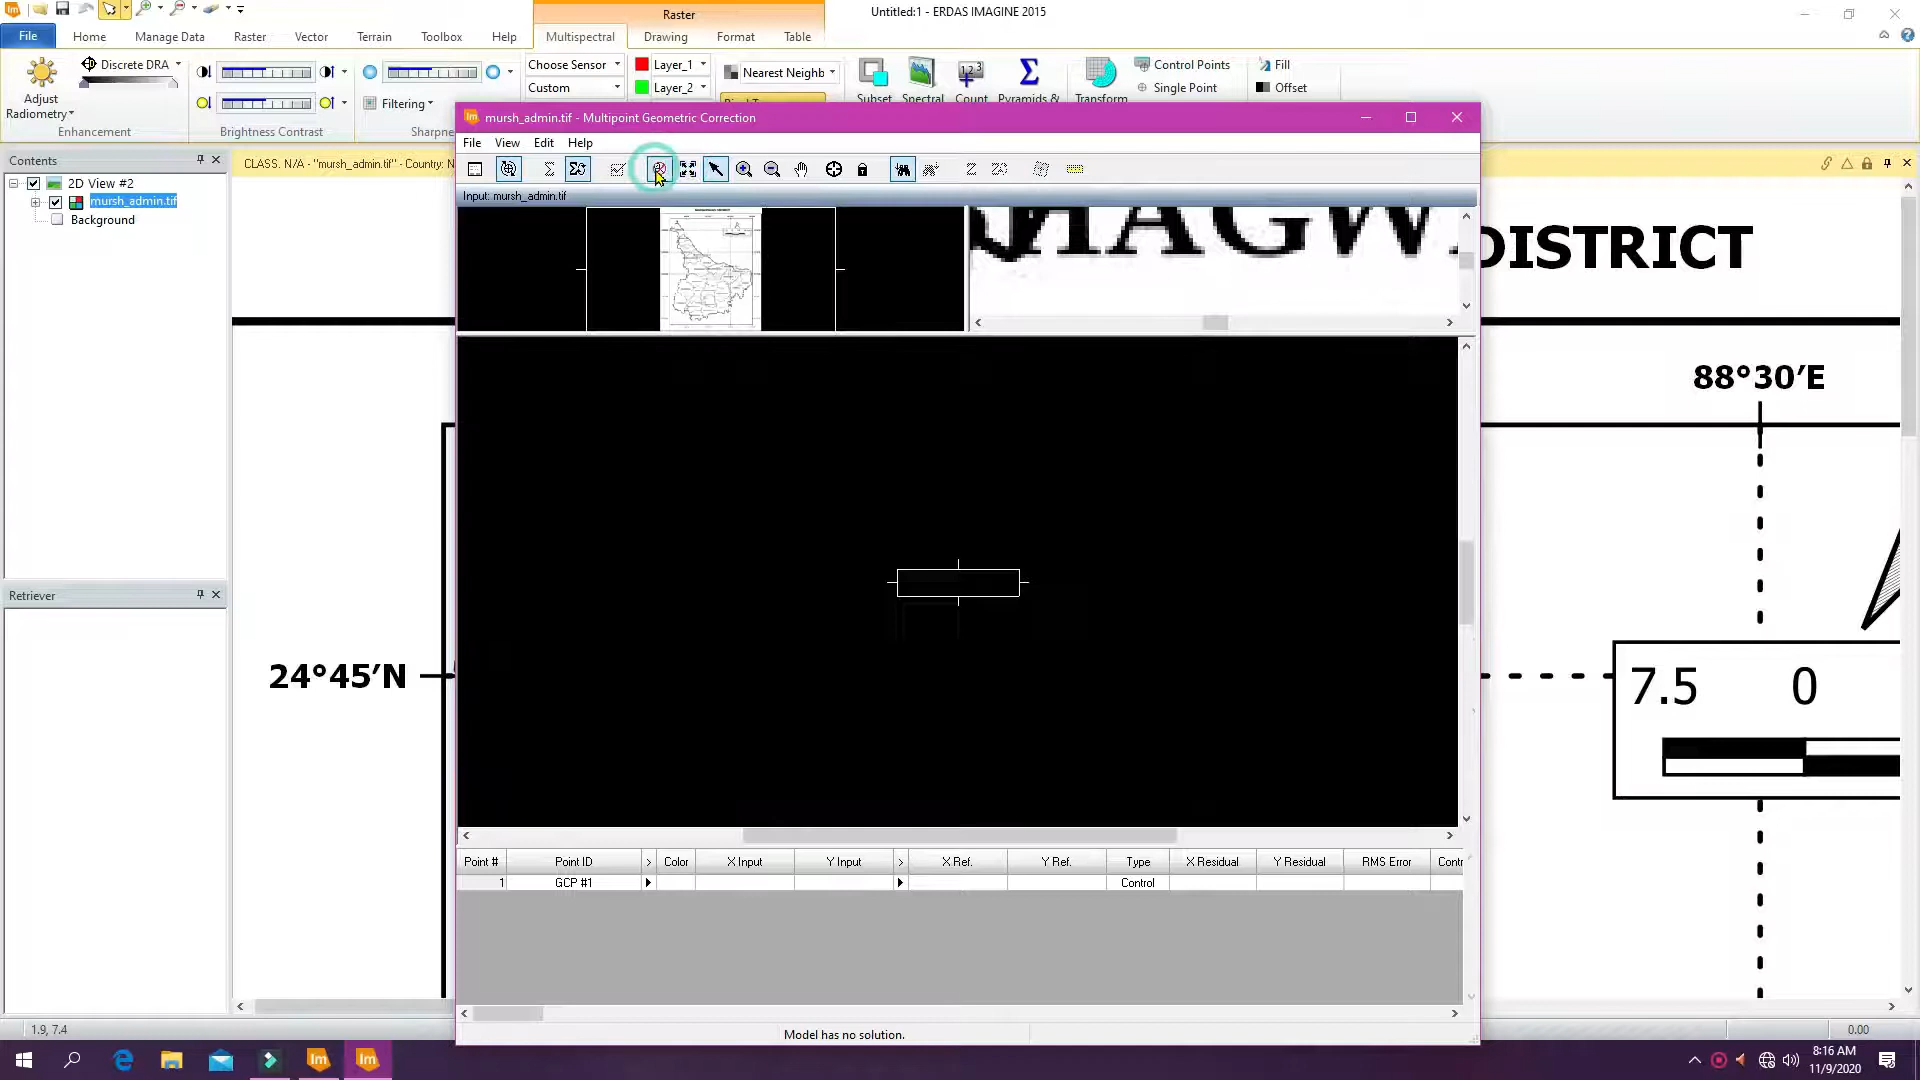 Raster
Untitled:1 - ERDAS IMAGINE 2015
File
Home
Manage Data
Raster
Vector
Terrain
Toolbox
Help
Multispectral
Drawing
Format
Table
Discrete DRA
Adjust
Radiometry
Enhancement
Brightness Contrast
Filtering
Choose Sensor
Custom
Layer_1
Layer_2
Nearest Neighb
Subset
Spectral
Count
Pyramids &
Transform
Control Points
Single Point
Fill
Offset
mursh_admin.tif - Multipoint Geometric Correction
File View Edit Help
Input: mursh_admin.tif
Contents
2D View #2
mursh_admin.tif
Background
Retriever
CLASS. N/A - "mursh_admin.tif" - Country: N
HAGW
DISTRICT
88°30′E
24°45′N
7.5 0
Point # Point ID > Color X Input Y Input > X Ref. Y Ref. Type X Residual Y Residual RMS Error Contr
1 GCP #1 Control
Model has no solution.
1.9, 7.4
0.00
8:16 AM
11/9/2020